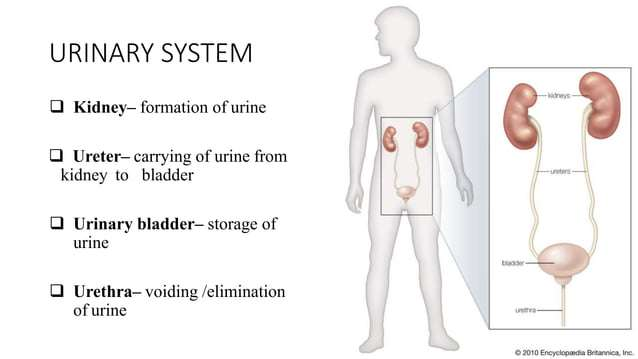 URINARY SYSTEM
❑ Kidney– formation of urine
❑ Ureter– carrying of urine from
kidney to bladder
❑ Urinary bladder– storage of
urine
❑ Urethra– voiding /elimination
of urine
kidneys
ureters
bladder
urethra
© 2010 Encyclopædia Britannica, Inc.